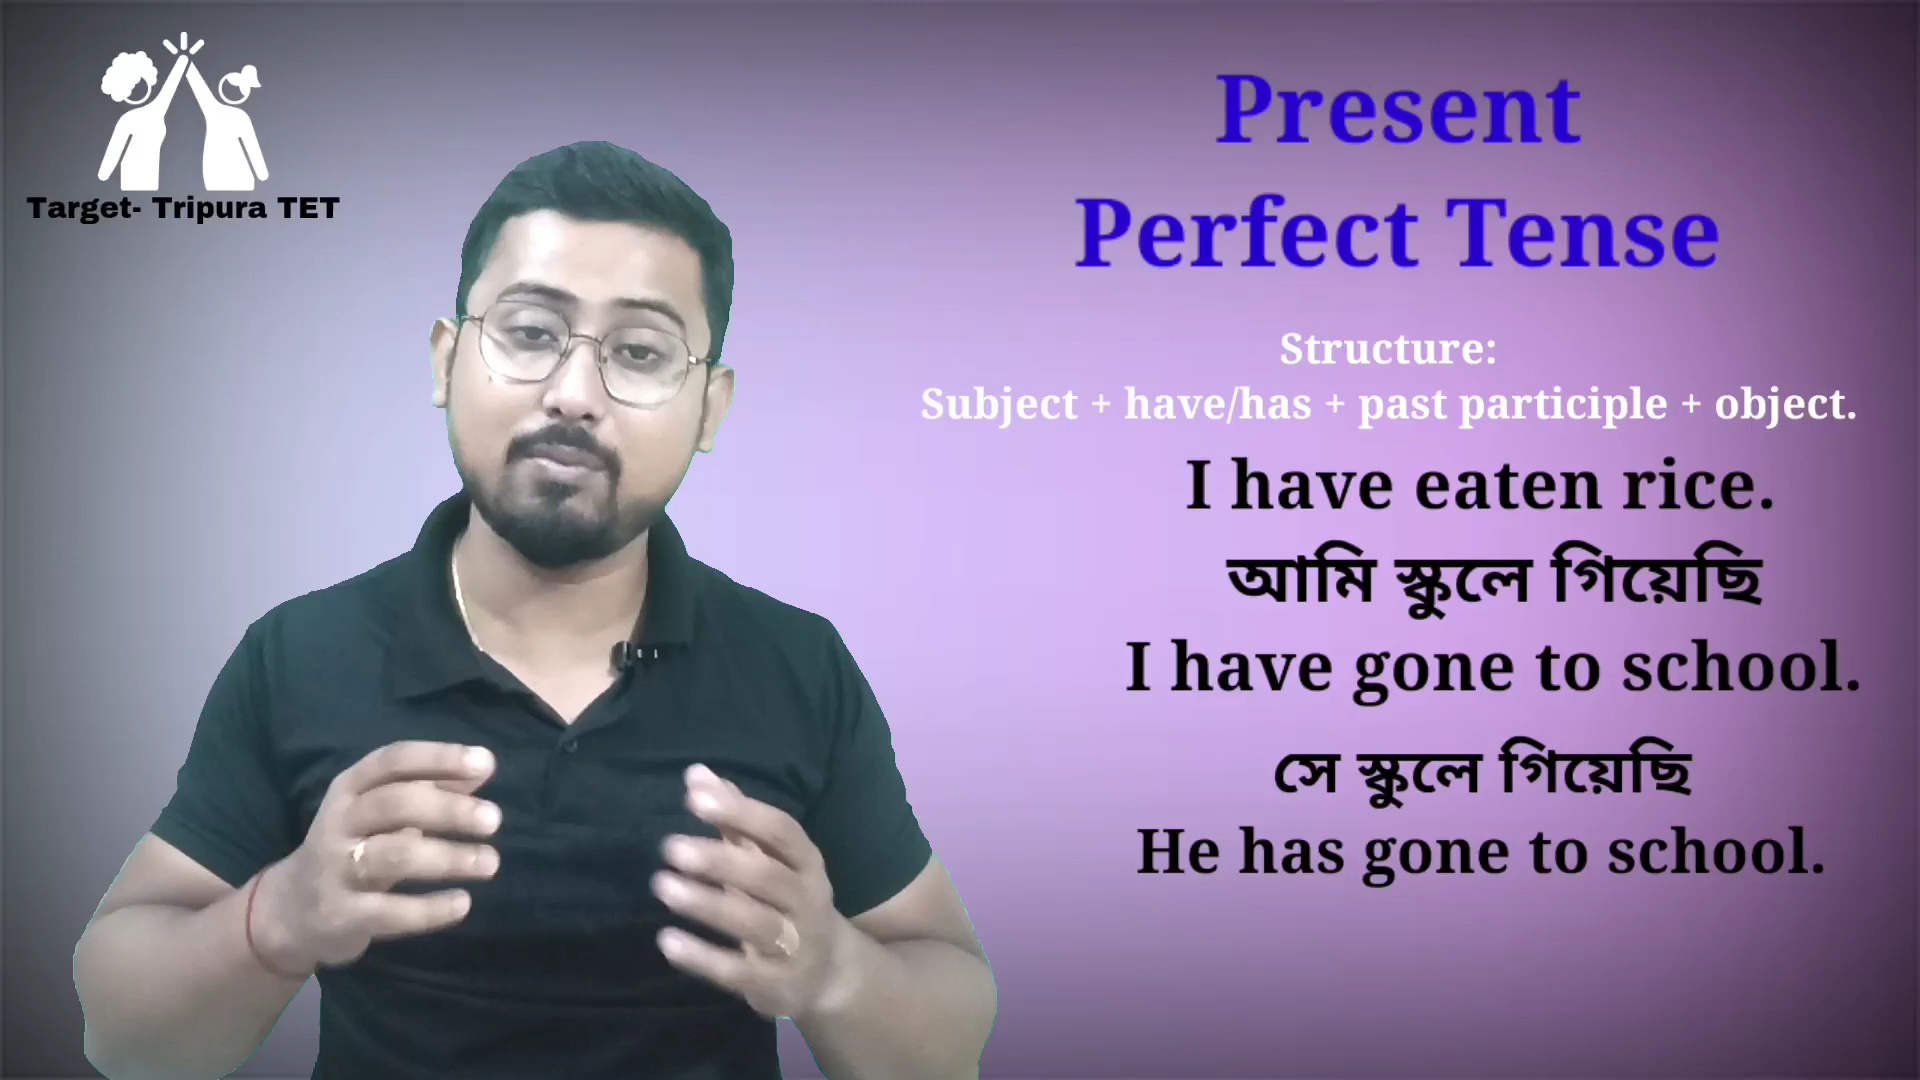 Target- Tripura TET
Present
Perfect Tense
Structure:
Subject + have/has + past participle + object.
I have eaten rice.
আমি স্কুলে গিয়েছি
I have gone to school.
সে স্কুলে গিয়েছি
He has gone to school.